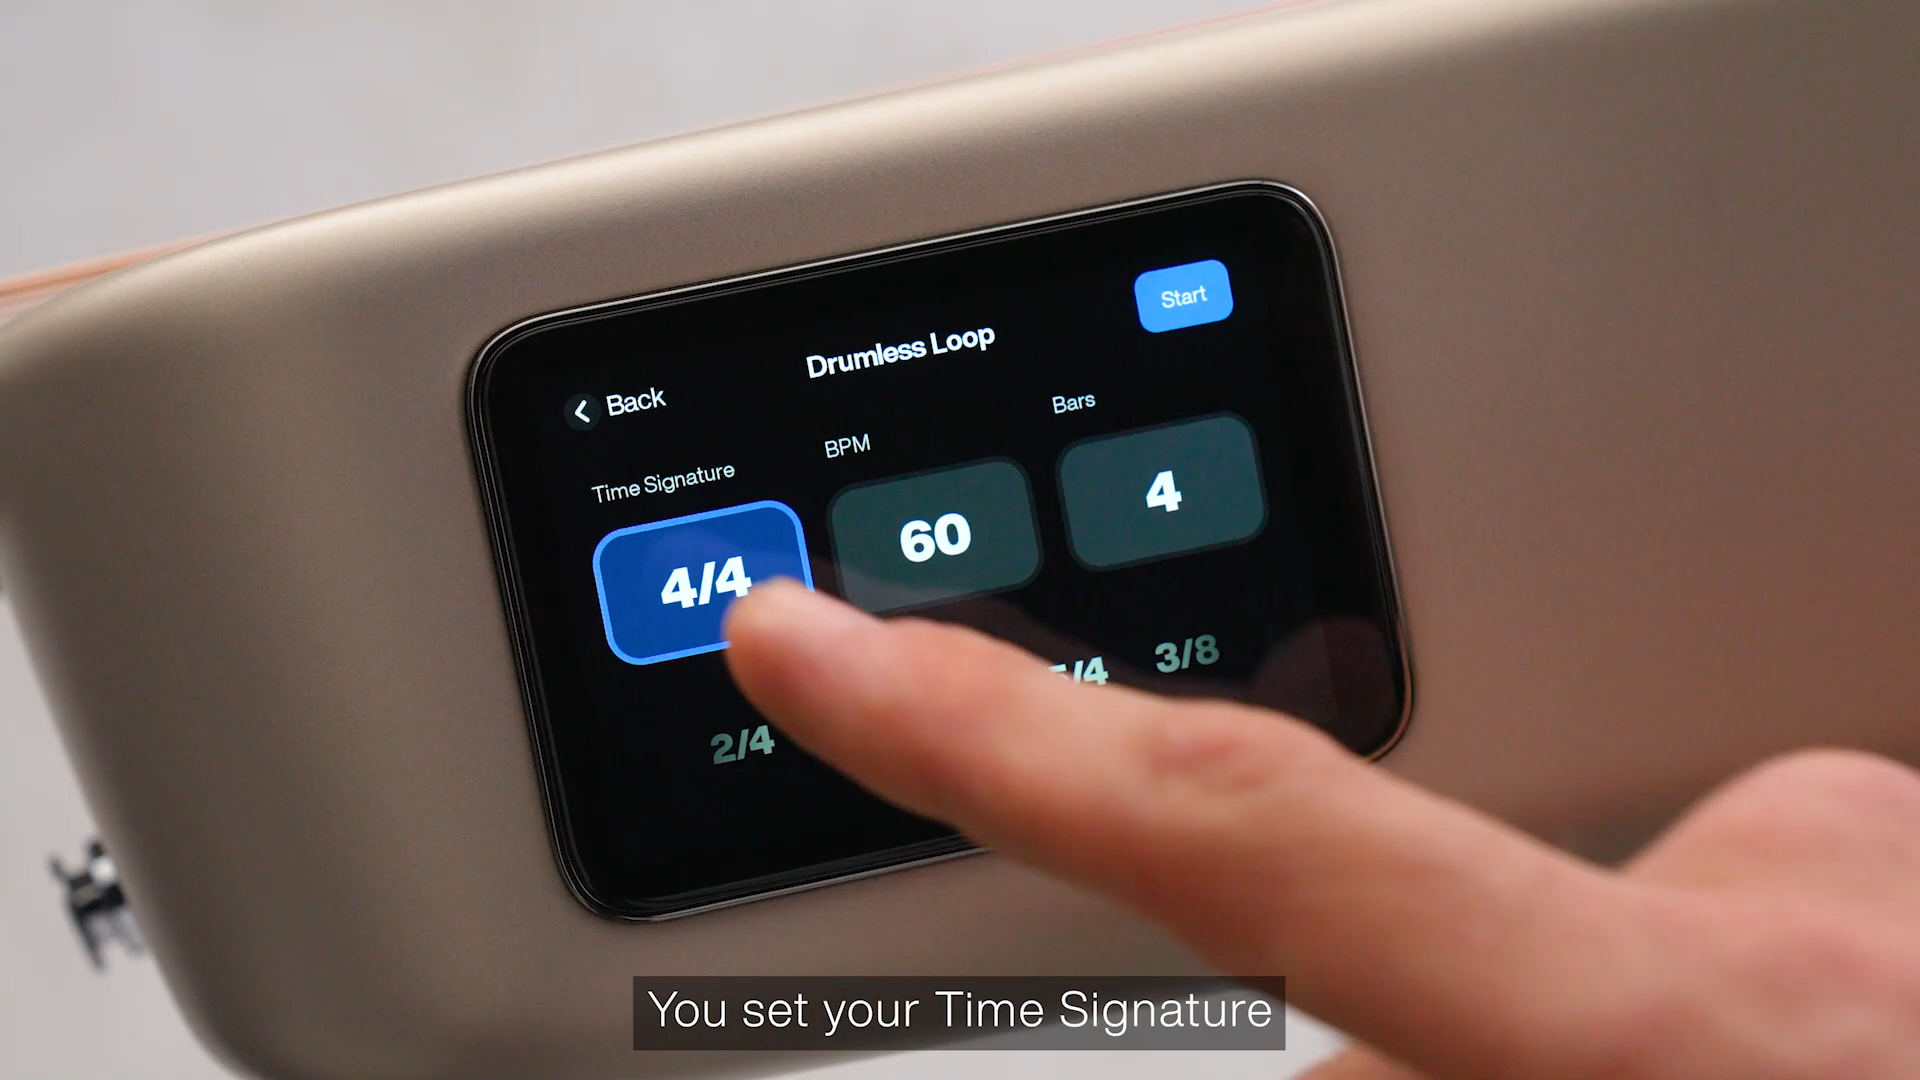 Start
Drumless Loop
Back
Time Signature
BPM
Bars
4/4
60
4
2/4
/4
3/8
You set your Time Signature